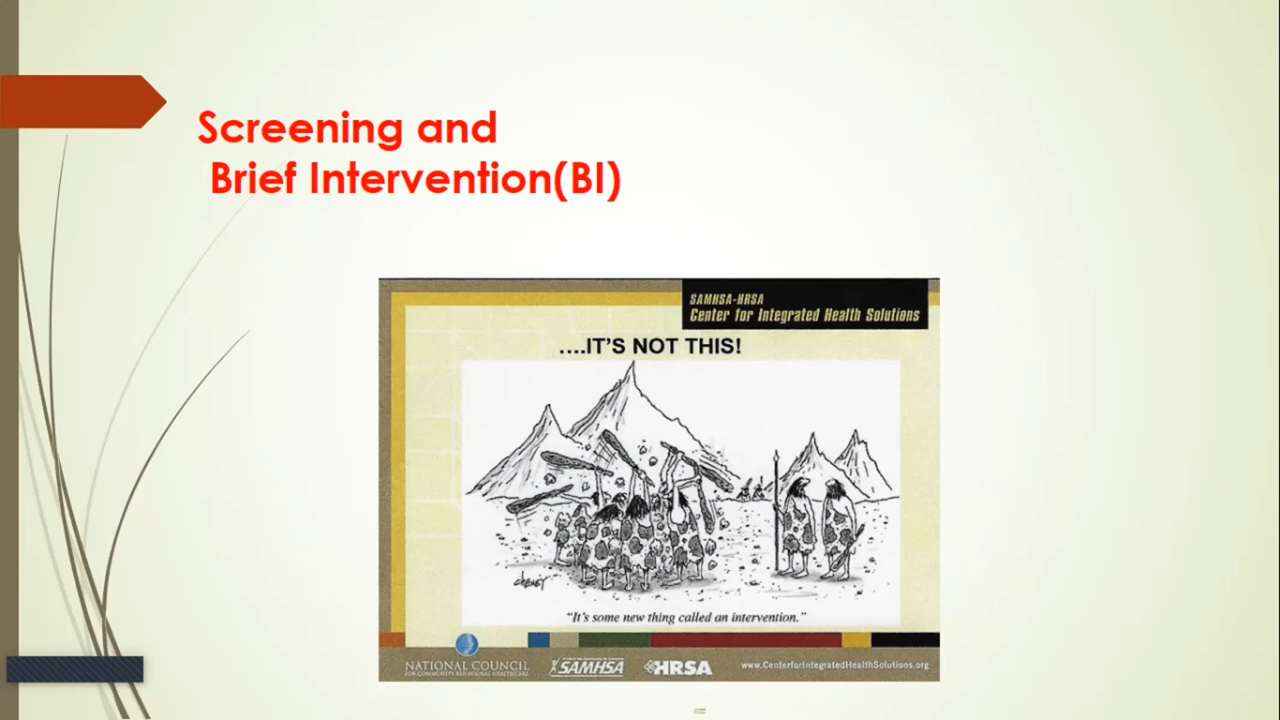 Screening and
Brief Intervention(BI)
SAMHSA-HRSA
Center for Integrated Health Solutions
....IT'S NOT THIS!
CHENEY
“It's some new thing called an intervention.”
NATIONAL COUNCIL
FOR COMMUNITY BEHAVIORAL HEALTHCARE
SAMHSA
HRSA
www.CenterforIntegratedHealthSolutions.org